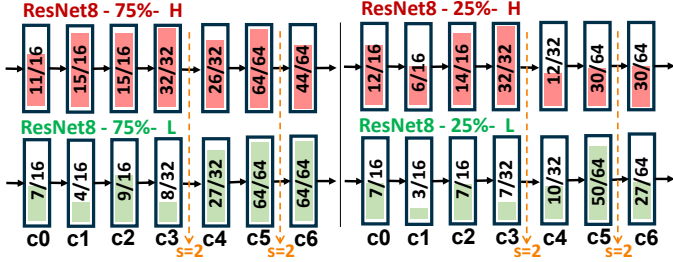 ResNet8 - 75%- H
11/16 15/16 15/16 32/32 26/32 64/64 44/64
ResNet8 - 75%- L
7/16 4/16 9/16 8/32 27/32 64/64 64/64
c0 c1 c2 c3 c4 c5 c6
s=2 s=2
ResNet8 - 25%- H
12/16 6/16 14/16 32/32 12/32 30/64 30/64
ResNet8 - 25%- L
7/16 3/16 7/16 7/32 10/32 50/64 27/64
c0 c1 c2 c3 c4 c5 c6
s=2 s=2